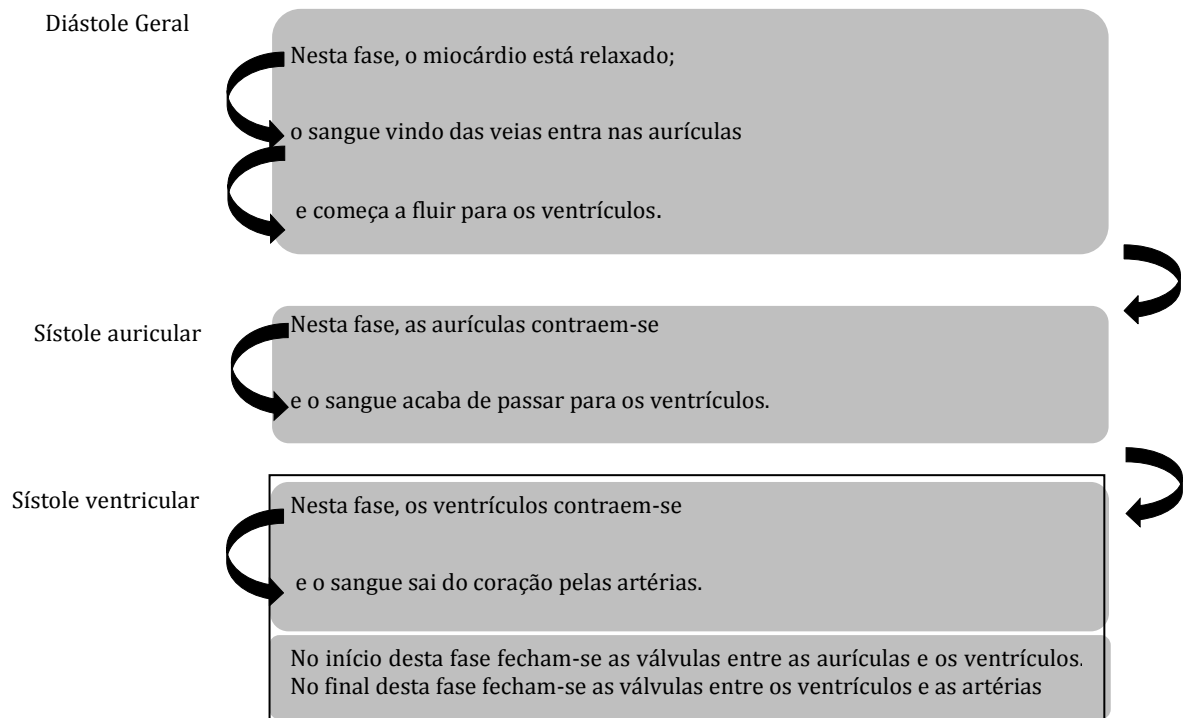 Diástole Geral
Nesta fase, o miocárdio está relaxado;
o sangue vindo das veias entra nas aurículas
e começa a fluir para os ventrículos.
Sístole auricular
Nesta fase, as aurículas contraem-se
e o sangue acaba de passar para os ventrículos.
Sístole ventricular
Nesta fase, os ventrículos contraem-se
e o sangue sai do coração pelas artérias.
No início desta fase fecham-se as válvulas entre as aurículas e os ventrículos.
No final desta fase fecham-se as válvulas entre os ventrículos e as artérias